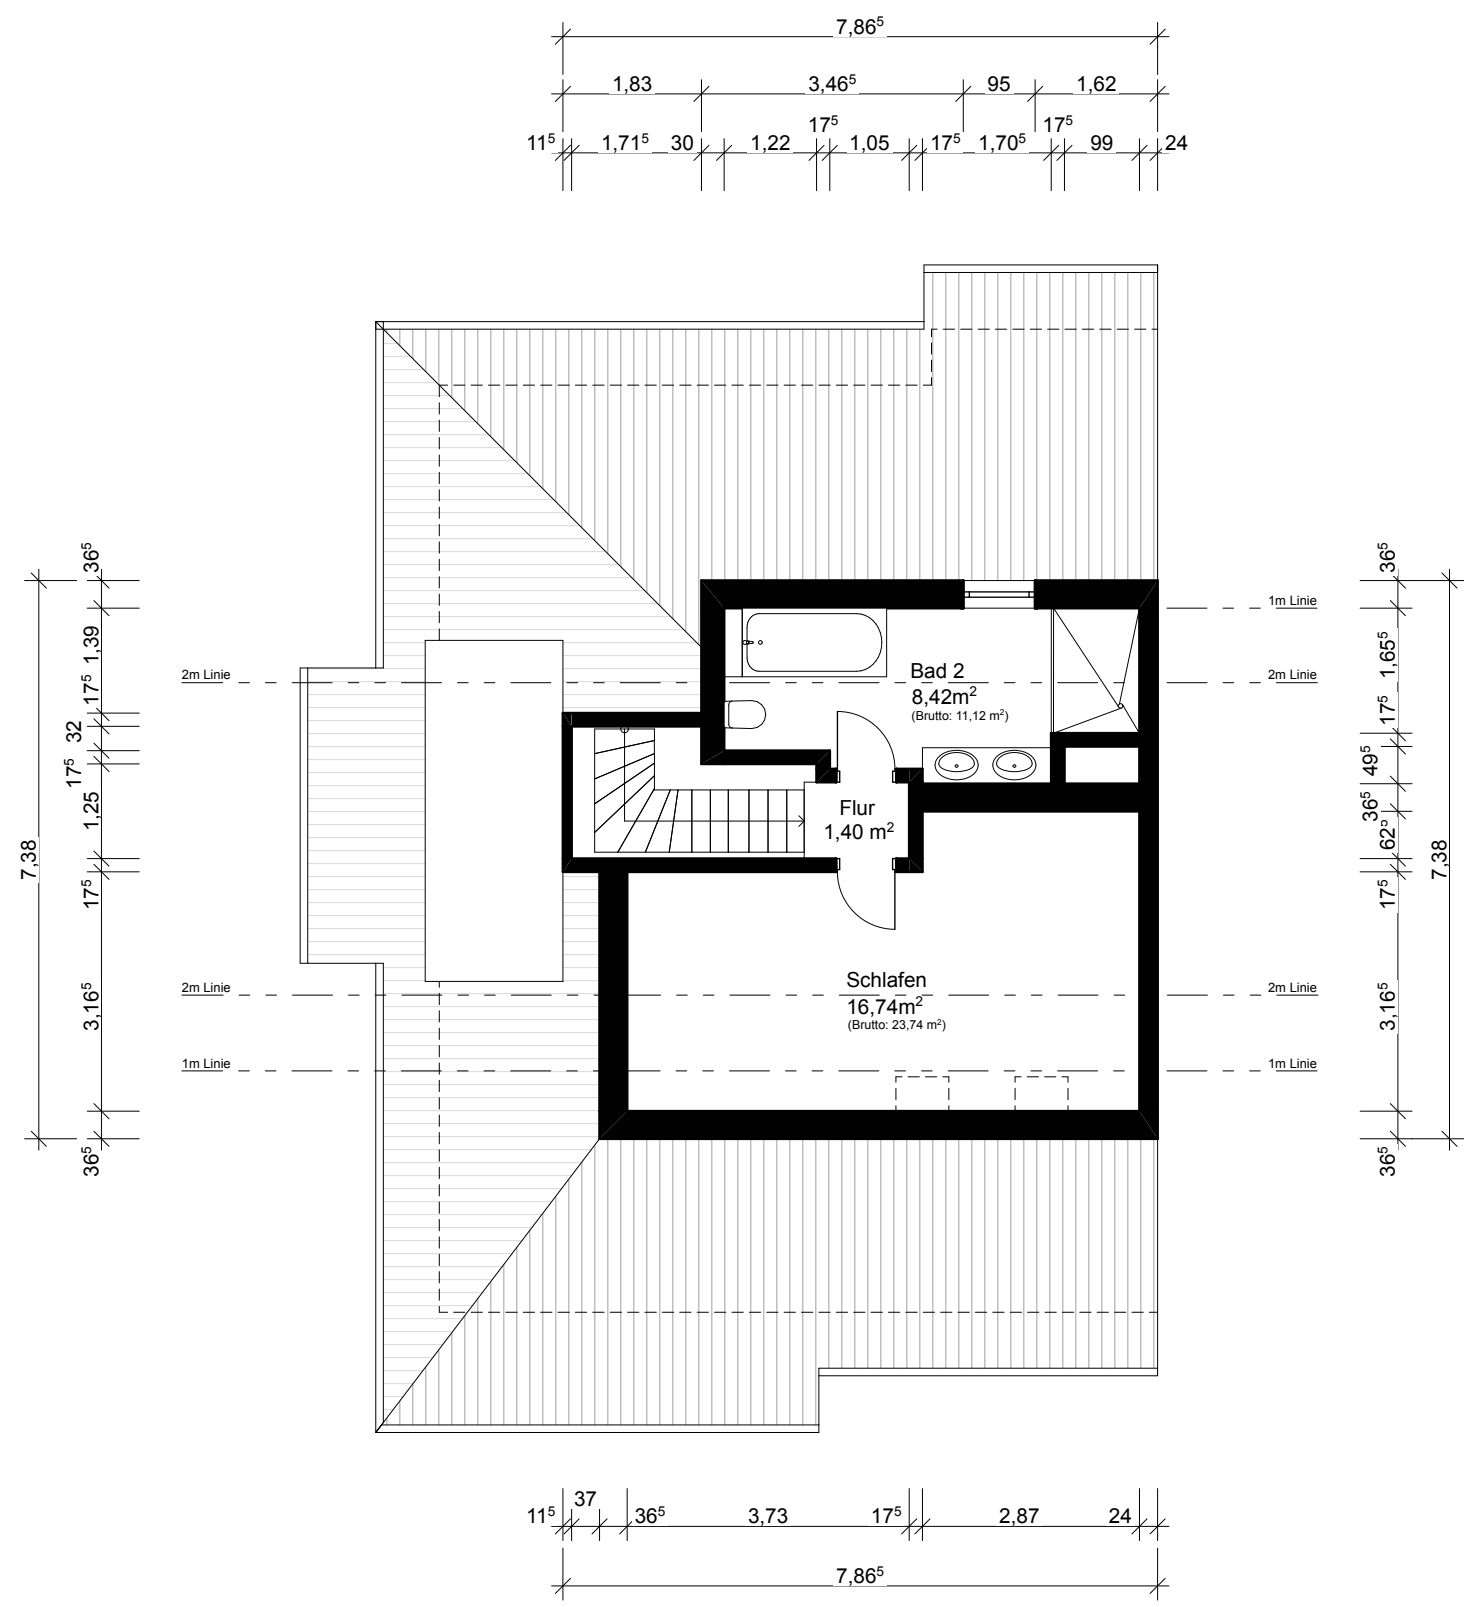 7,86⁵
1,83 3,46⁵ 95 1,62
17⁵ 17⁵
11⁵ 1,71⁵ 30 1,22 1,05 17⁵ 1,70⁵ 99 24
36⁵
1,39
17⁵
32
17⁵
1,25
17⁵
3,16⁵
36⁵
7,38
2m Linie
2m Linie
1m Linie
Bad 2
8,42m²
(Brutto: 11,12 m²)
Flur
1,40 m²
Schlafen
16,74m²
(Brutto: 23,74 m²)
1m Linie
2m Linie
2m Linie
1m Linie
36⁵
1,65⁵
17⁵
49⁵
36⁵
62⁵
17⁵
3,16⁵
36⁵
7,38
37
11⁵ 36⁵ 3,73 17⁵ 2,87 24
7,86⁵